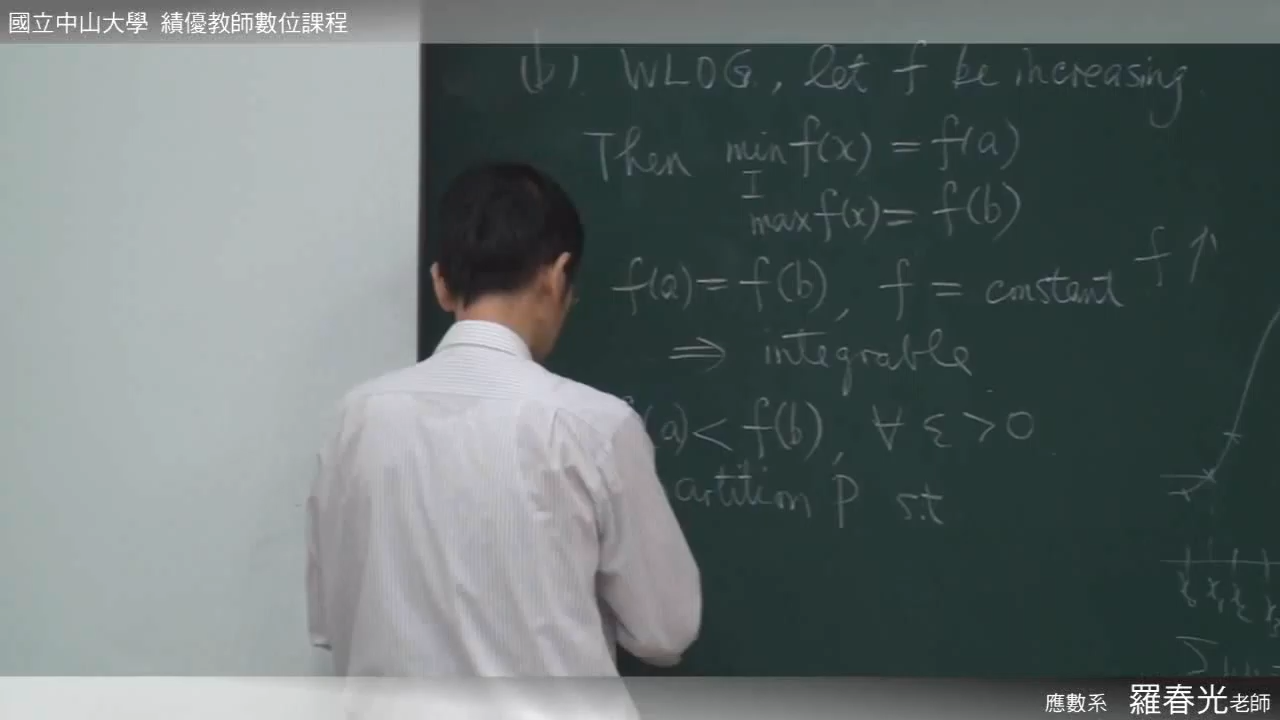 國立中山大學 績優教師數位課程
(b). WLOG, let f be increasing.
Then min f(x) = f(a)
I
max f(x) = f(b)
f ↑
f(a) = f(b), f = constant
⇒ integrable
(a) < f(b), ∀ ε > 0
artition P s.t
應數系 羅春光老師